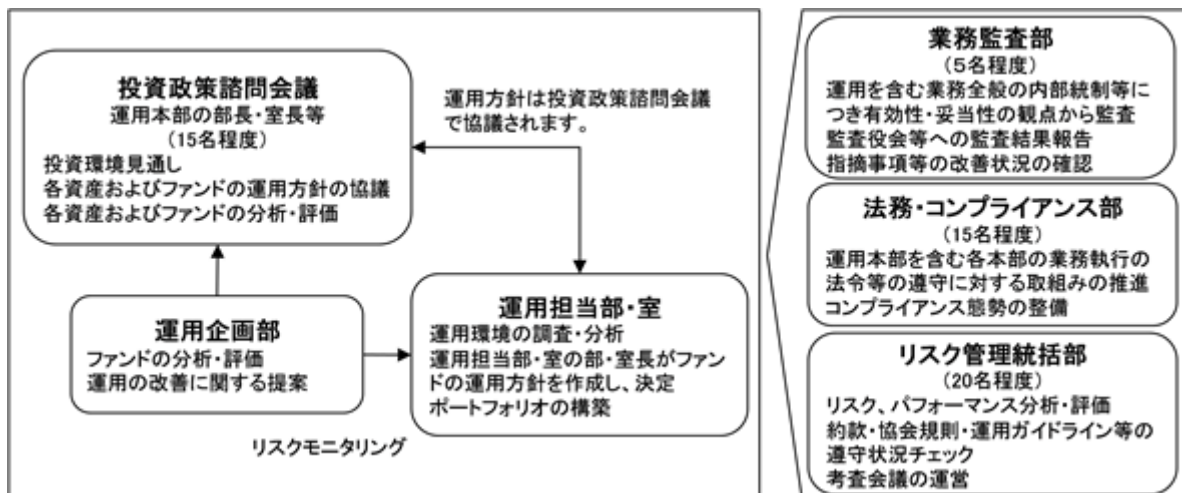 投資政策諮問会議
運用本部の部長・室長等
（15名程度）
投資環境見通し
各資産およびファンドの運用方針の協議
各資産およびファンドの分析・評価
運用方針は投資政策諮問会議
で協議されます。
運用企画部
ファンドの分析・評価
運用の改善に関する提案
運用担当部・室
運用環境の調査・分析
運用担当部・室の部・室長がファン
ドの運用方針を作成し、決定
ポートフォリオの構築
リスクモニタリング
業務監査部
（５名程度）
運用を含む業務全般の内部統制等に
つき有効性・妥当性の観点から監査
監査役会等への監査結果報告
指摘事項等の改善状況の確認
法務・コンプライアンス部
（15名程度）
運用本部を含む各本部の業務執行の
法令等の遵守に対する取組みの推進
コンプライアンス態勢の整備
リスク管理統括部
（20名程度）
リスク、パフォーマンス分析・評価
約款・協会規則・運用ガイドライン等の
遵守状況チェック
考査会議の運営